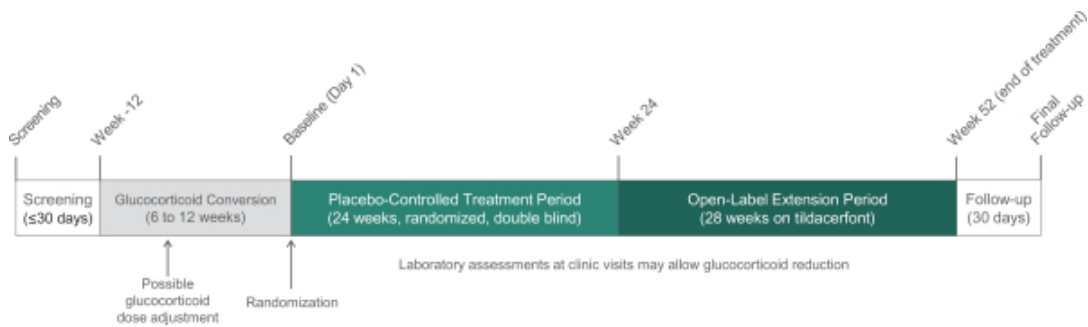 Screening
Week -12
Baseline (Day 1)
Week 24
Week 52 (end of treatment)
Final
Follow-up
Screening
(≤30 days)
Glucocorticoid Conversion
(6 to 12 weeks)
Placebo-Controlled Treatment Period
(24 weeks, randomized, double blind)
Open-Label Extension Period
(28 weeks on tildacerfont)
Follow-up
(30 days)
Possible
glucocorticoid
dose adjustment
Randomization
Laboratory assessments at clinic visits may allow glucocorticoid reduction